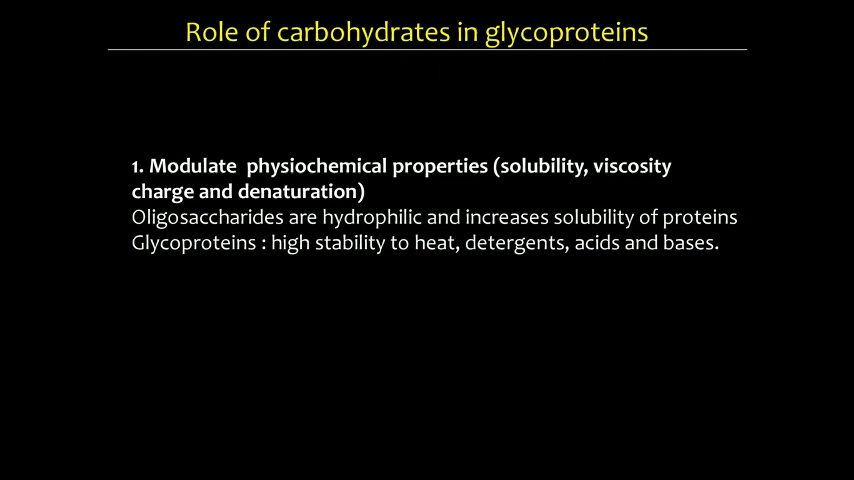 Role of carbohydrates in glycoproteins
1. Modulate physiochemical properties (solubility, viscosity
charge and denaturation)
Oligosaccharides are hydrophilic and increases solubility of proteins
Glycoproteins : high stability to heat, detergents, acids and bases.